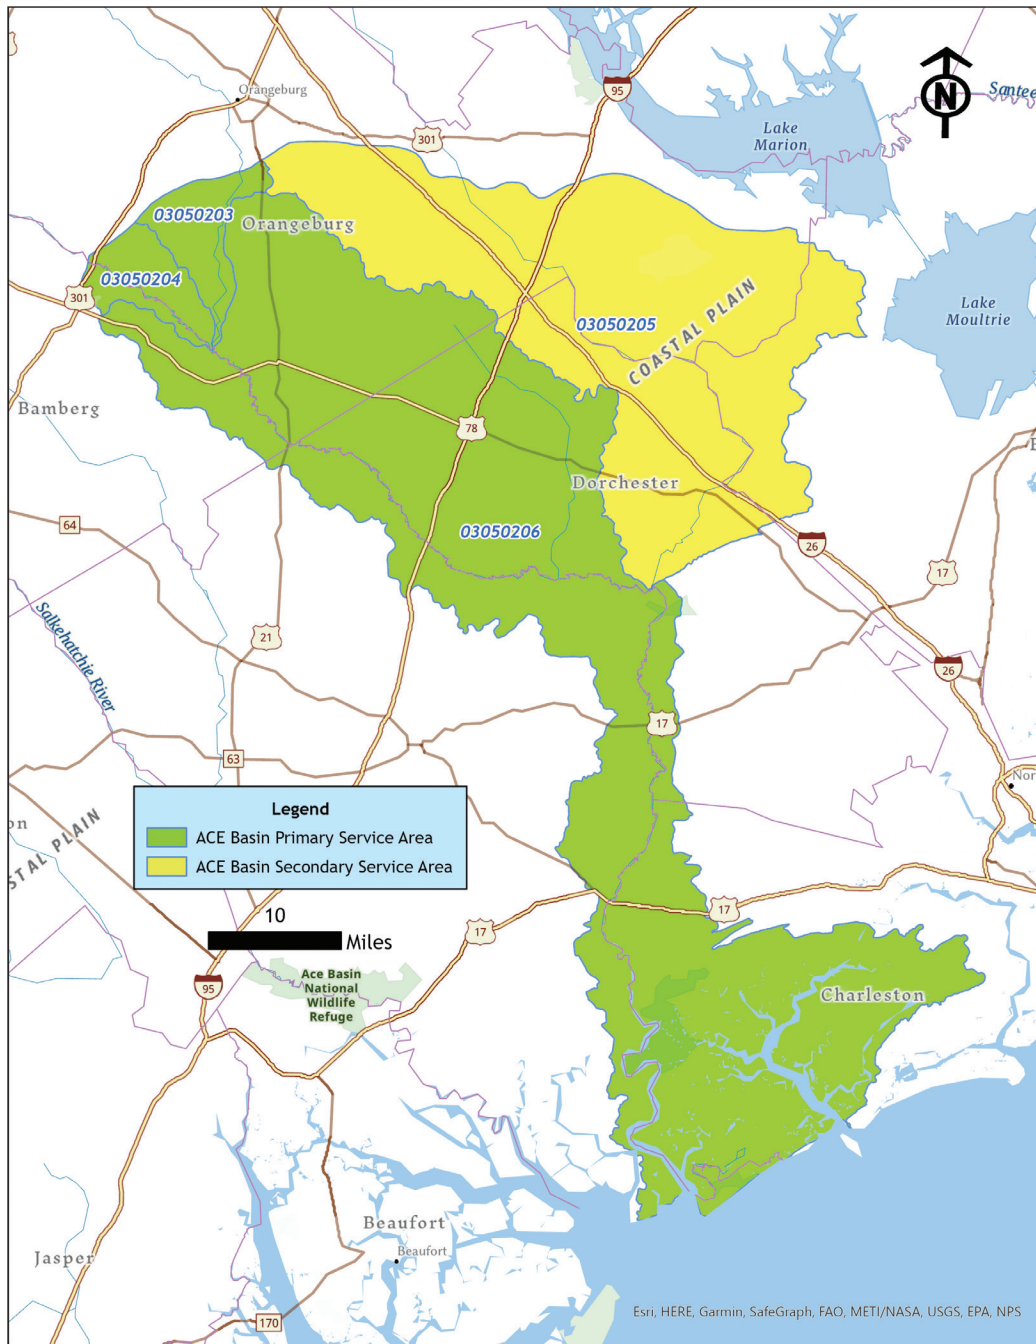 Orangeburg
301
95
N
Santee
Lake
Marion
03050203
Orangeburg
03050204
301
03050205
COASTAL PLAIN
Lake
Moultrie
Bamberg
78
Dorchester
64
03050206
26
17
Salkehatchie River
21
26
17
63
Nor
on
STAL PLAIN
Legend
ACE Basin Primary Service Area
ACE Basin Secondary Service Area
10
Miles
17
17
95
Ace Basin
National
Wildlife
Refuge
Charleston
Beaufort
Beaufort
Jasper
170
Esri, HERE, Garmin, SafeGraph, FAO, METI/NASA, USGS, EPA, NPS